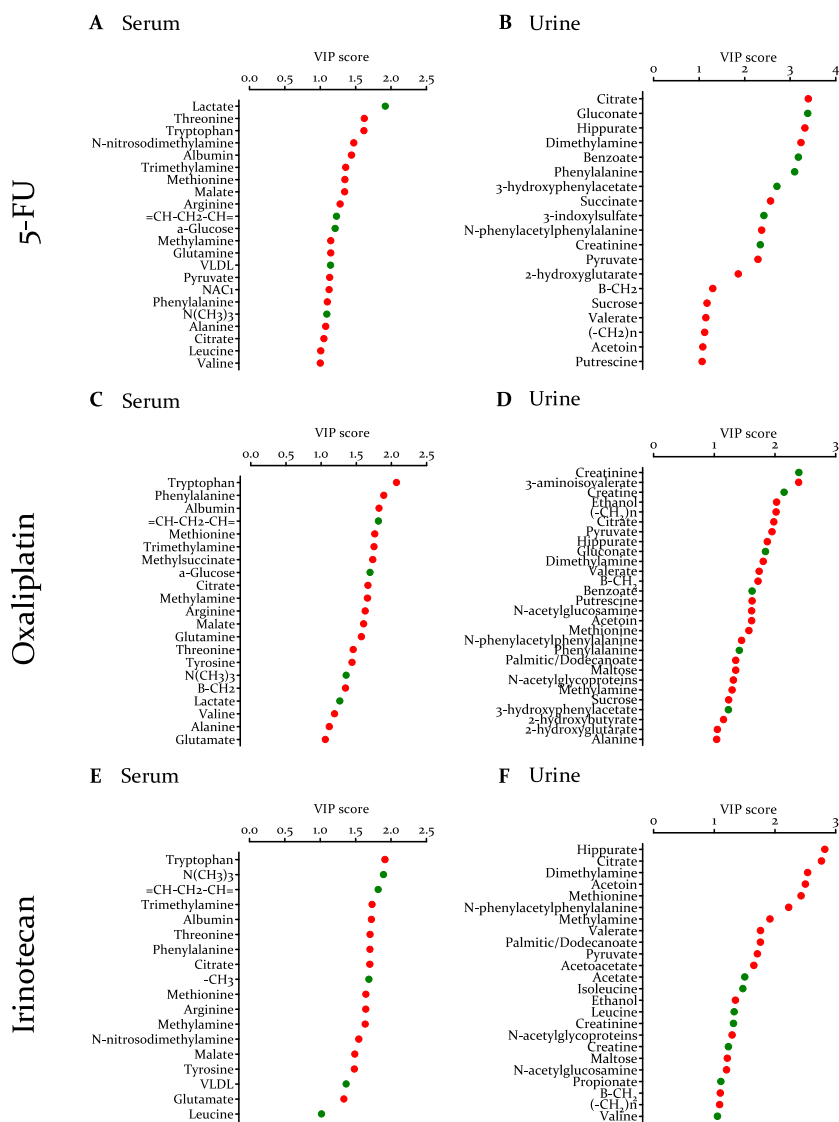 A Serum
VIP score
0.0 0.5 1.0 1.5 2.0 2.5
5-FU
Lactate
Threonine
Tryptophan
N-nitrosodimethylamine
Albumin
Trimethylamine
Methionine
Malate
Arginine
=CH-CH2-CH=
a-Glucose
Methylamine
Glutamine
VLDL
Pyruvate
NAC1
Phenylalanine
N(CH3)3
Alanine
Citrate
Leucine
Valine
B Urine
VIP score
0 1 2 3 4
Citrate
Gluconate
Hippurate
Dimethylamine
Benzoate
Phenylalanine
3-hydroxyphenylacetate
Succinate
3-indoxylsulfate
N-phenylacetylphenylalanine
Creatinine
Pyruvate
2-hydroxyglutarate
B-CH2
Sucrose
Valerate
(-CH2)n
Acetoin
Putrescine
C Serum
VIP score
0.0 0.5 1.0 1.5 2.0 2.5
Oxaliplatin
Tryptophan
Phenylalanine
Albumin
=CH-CH2-CH=
Methionine
Trimethylamine
Methylsuccinate
a-Glucose
Citrate
Methylamine
Arginine
Malate
Glutamine
Threonine
Tyrosine
N(CH3)3
B-CH2
Lactate
Valine
Alanine
Glutamate
D Urine
VIP score
0 1 2 3
Creatinine
3-aminoisovalerate
Creatine
Ethanol
(-CH2)n
Citrate
Pyruvate
Hippurate
Gluconate
Dimethylamine
Valerate
B-CH2
Benzoate
Putrescine
N-acetylglucosamine
Acetoin
Methionine
N-phenylacetylphenylalanine
Phenylalanine
Palmitic/Dodecanoate
Maltose
N-acetylglycoproteins
Methylamine
Sucrose
3-hydroxyphenylacetate
2-hydroxybutyrate
2-hydroxyglutarate
Alanine
E Serum
VIP score
0.0 0.5 1.0 1.5 2.0 2.5
Irinotecan
Tryptophan
N(CH3)3
=CH-CH2-CH=
Trimethylamine
Albumin
Threonine
Phenylalanine
Citrate
-CH3
Methionine
Arginine
Methylamine
N-nitrosodimethylamine
Malate
Tyrosine
VLDL
Glutamate
Leucine
F Urine
VIP score
0 1 2 3
Hippurate
Citrate
Dimethylamine
Acetoin
Methionine
N-phenylacetylphenylalanine
Methylamine
Valerate
Palmitic/Dodecanoate
Pyruvate
Acetoacetate
Acetate
Isoleucine
Ethanol
Leucine
Creatinine
N-acetylglycoproteins
Creatine
Maltose
N-acetylglucosamine
Propionate
B-CH2
(-CH2)n
Valine